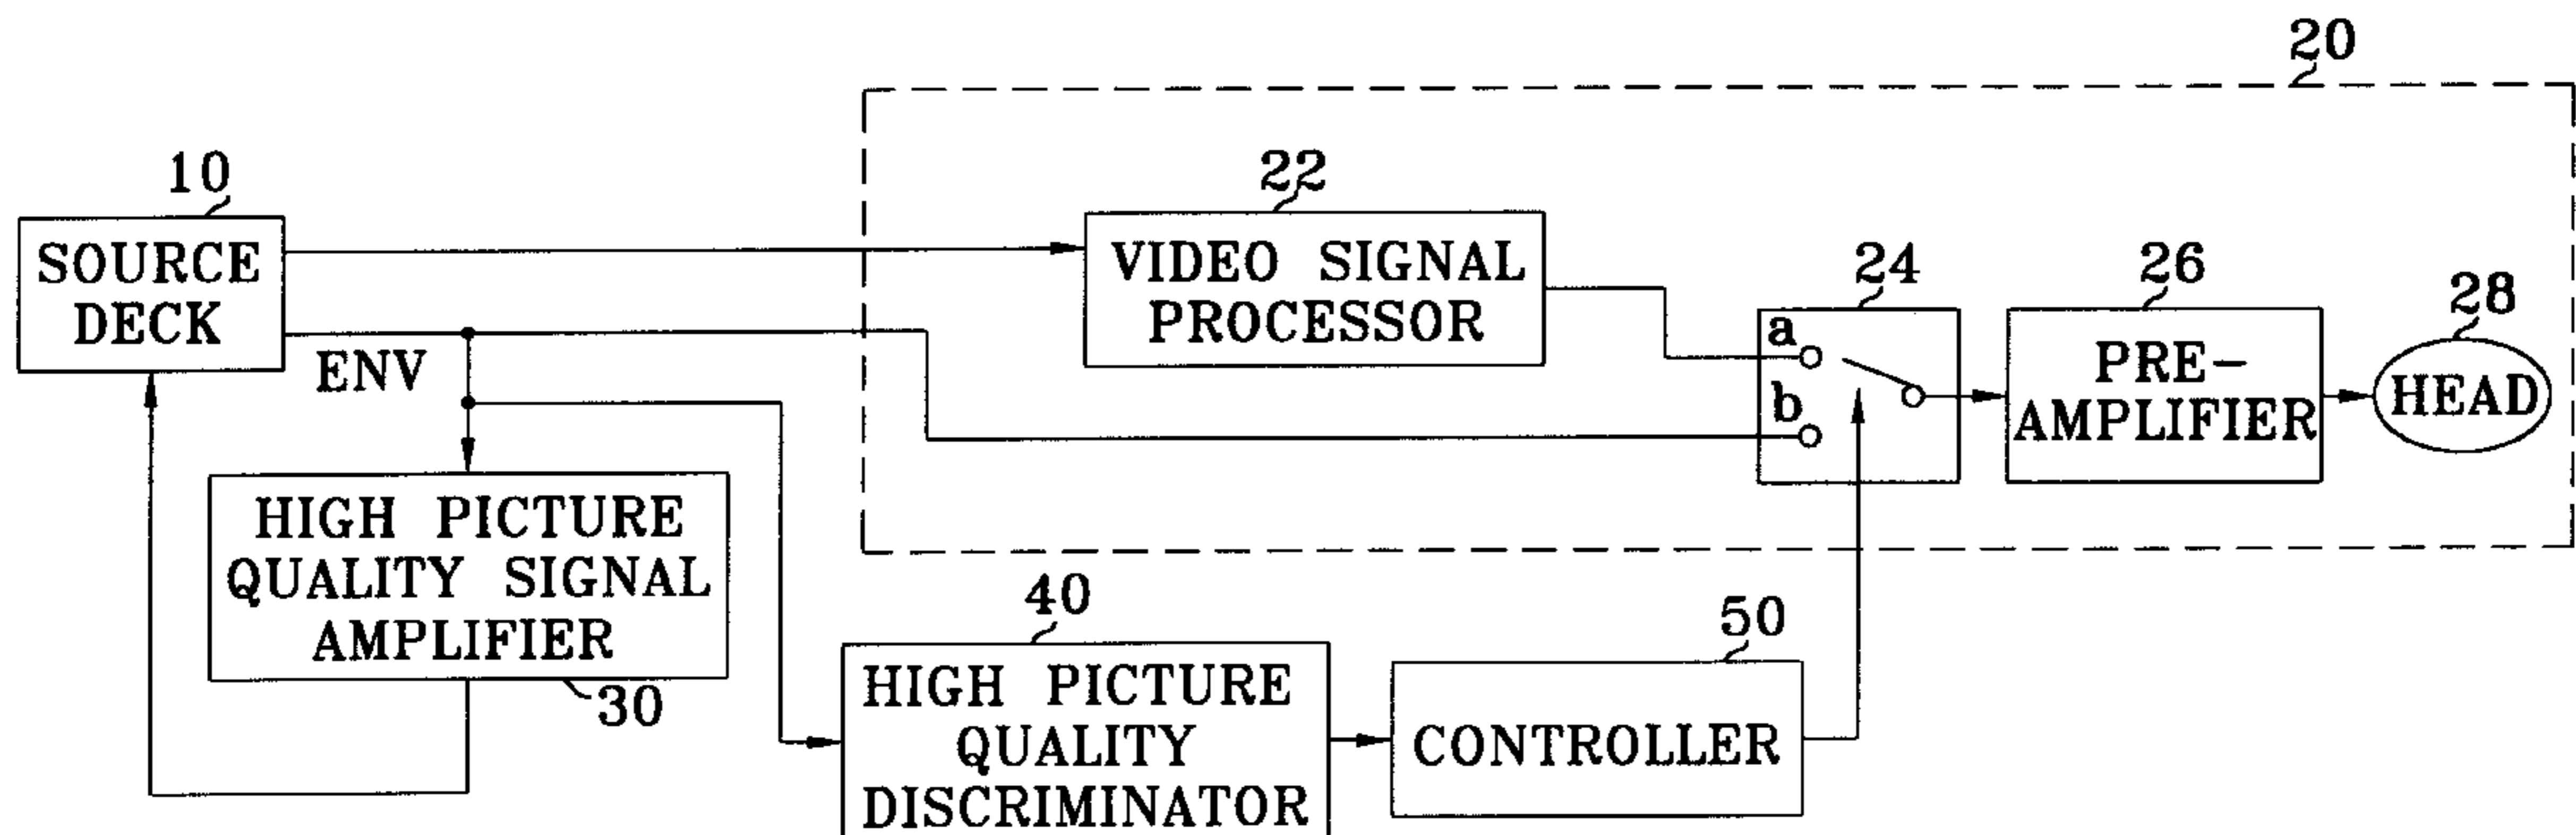 20
10
22
SOURCE
DECK
VIDEO SIGNAL
PROCESSOR
24
26
28
a
b
PRE-
AMPLIFIER
HEAD
ENV
HIGH PICTURE
QUALITY SIGNAL
AMPLIFIER
30
40
HIGH PICTURE
QUALITY
DISCRIMINATOR
50
CONTROLLER